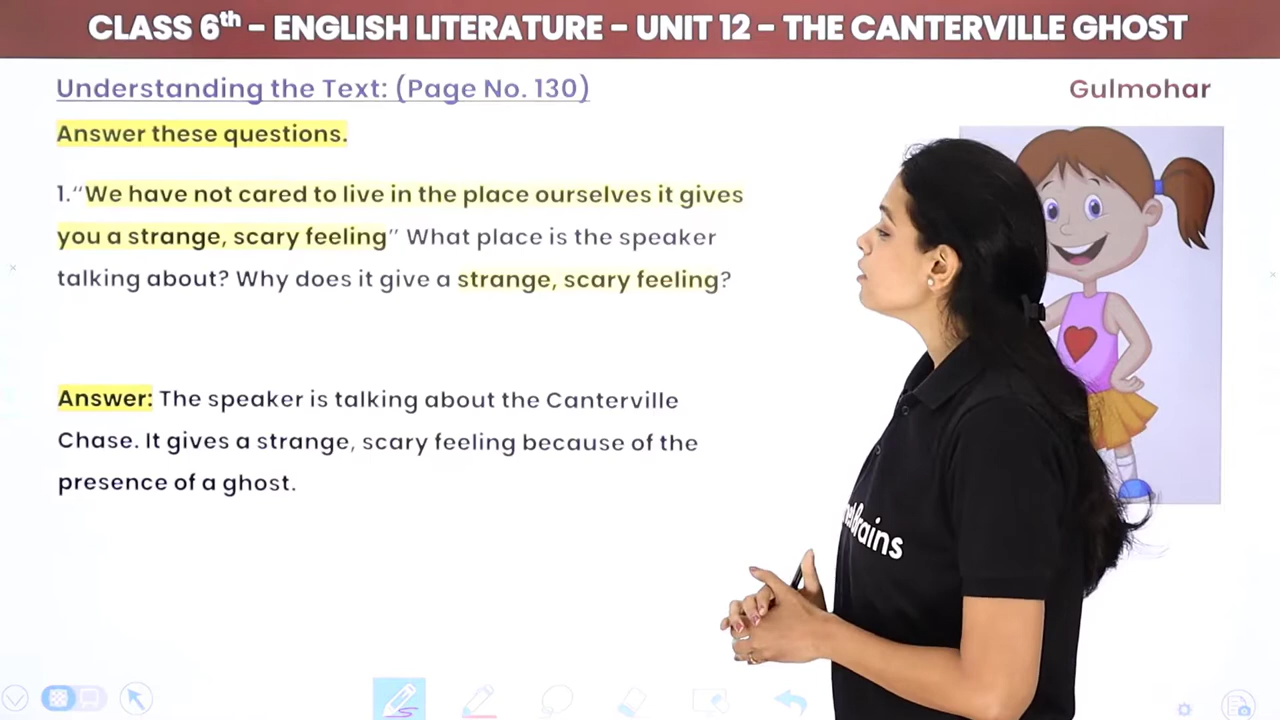 CLASS 6th – ENGLISH LITERATURE – UNIT 12 – THE CANTERVILLE GHOST
Understanding the Text: (Page No. 130)
Gulmohar
Answer these questions.
1.“We have not cared to live in the place ourselves it gives
you a strange, scary feeling” What place is the speaker
talking about? Why does it give a strange, scary feeling?
Answer: The speaker is talking about the Canterville
Chase. It gives a strange, scary feeling because of the
presence of a ghost.